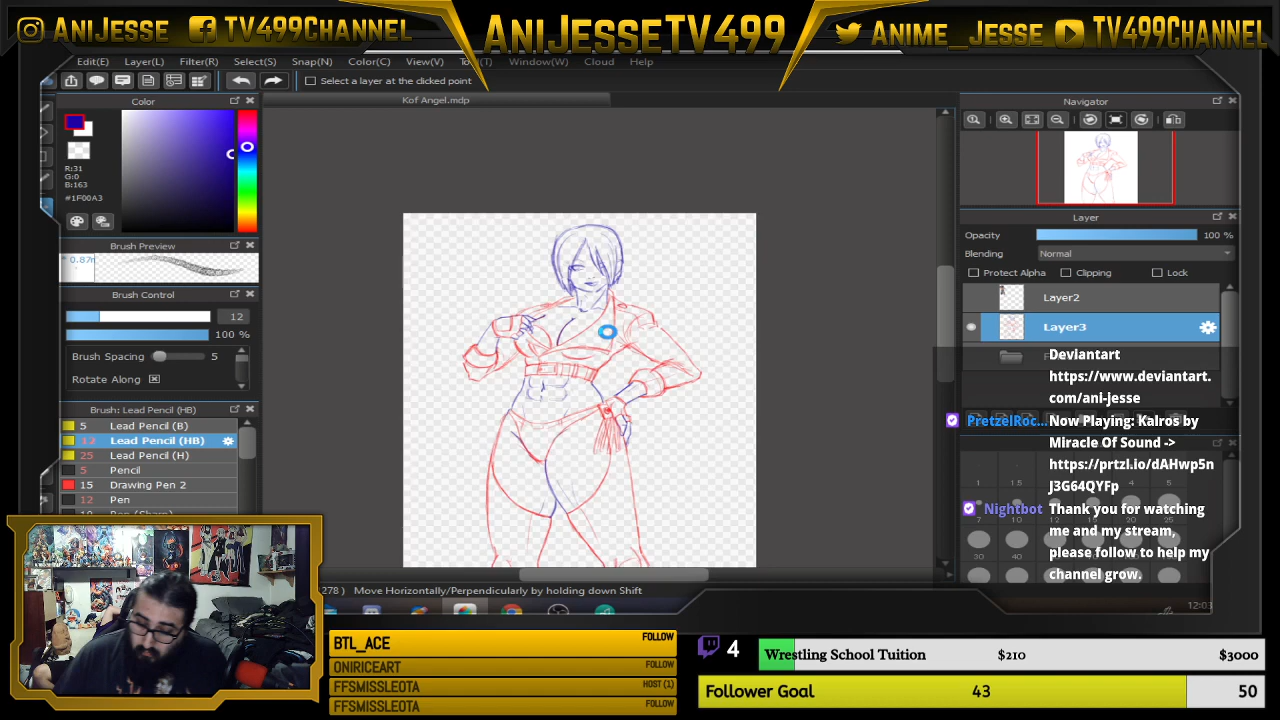 ANIJESSE
TV499CHANNEL
ANIJESSETV499
ANIME_JESSE
TV499CHANNEL
Edit(E)
Layer(L)
Filter(R)
Select(S)
Snap(N)
Color(C)
View(V)
Window(W)
Cloud
Help
Select a layer at the clicked point
Color
Kof Angel.mdp
Navigator
R:31
G:0
B:163
#1F00A3
Brush Preview
* 0.87m
Brush Control
12
100 %
Brush Spacing
5
Rotate Along
Brush: Lead Pencil (HB)
5 Lead Pencil (B)
12 Lead Pencil (HB)
25 Lead Pencil (H)
5 Pencil
15 Drawing Pen 2
12 Pen
Layer
Opacity
100 %
Blending
Normal
Protect Alpha
Clipping
Lock
Layer2
Layer3
Deviantart
https://www.deviantart.
com/ani-jesse
PretzelRoc... Now Playing: Kalros by
Miracle Of Sound ->
https://prtzl.io/dAHwp5n
J3G64QYFp
Nightbot Thank you for watching
me and my stream,
please follow to help my
channel grow.
278 ) Move Horizontally/Perpendicularly by holding down Shift
BTL_ACE
FOLLOW
ONIRICEART
FOLLOW
FFSMISSLEOTA
HOST (1)
FFSMISSLEOTA
FOLLOW
4
Wrestling School Tuition
$210
$3000
Follower Goal
43
50